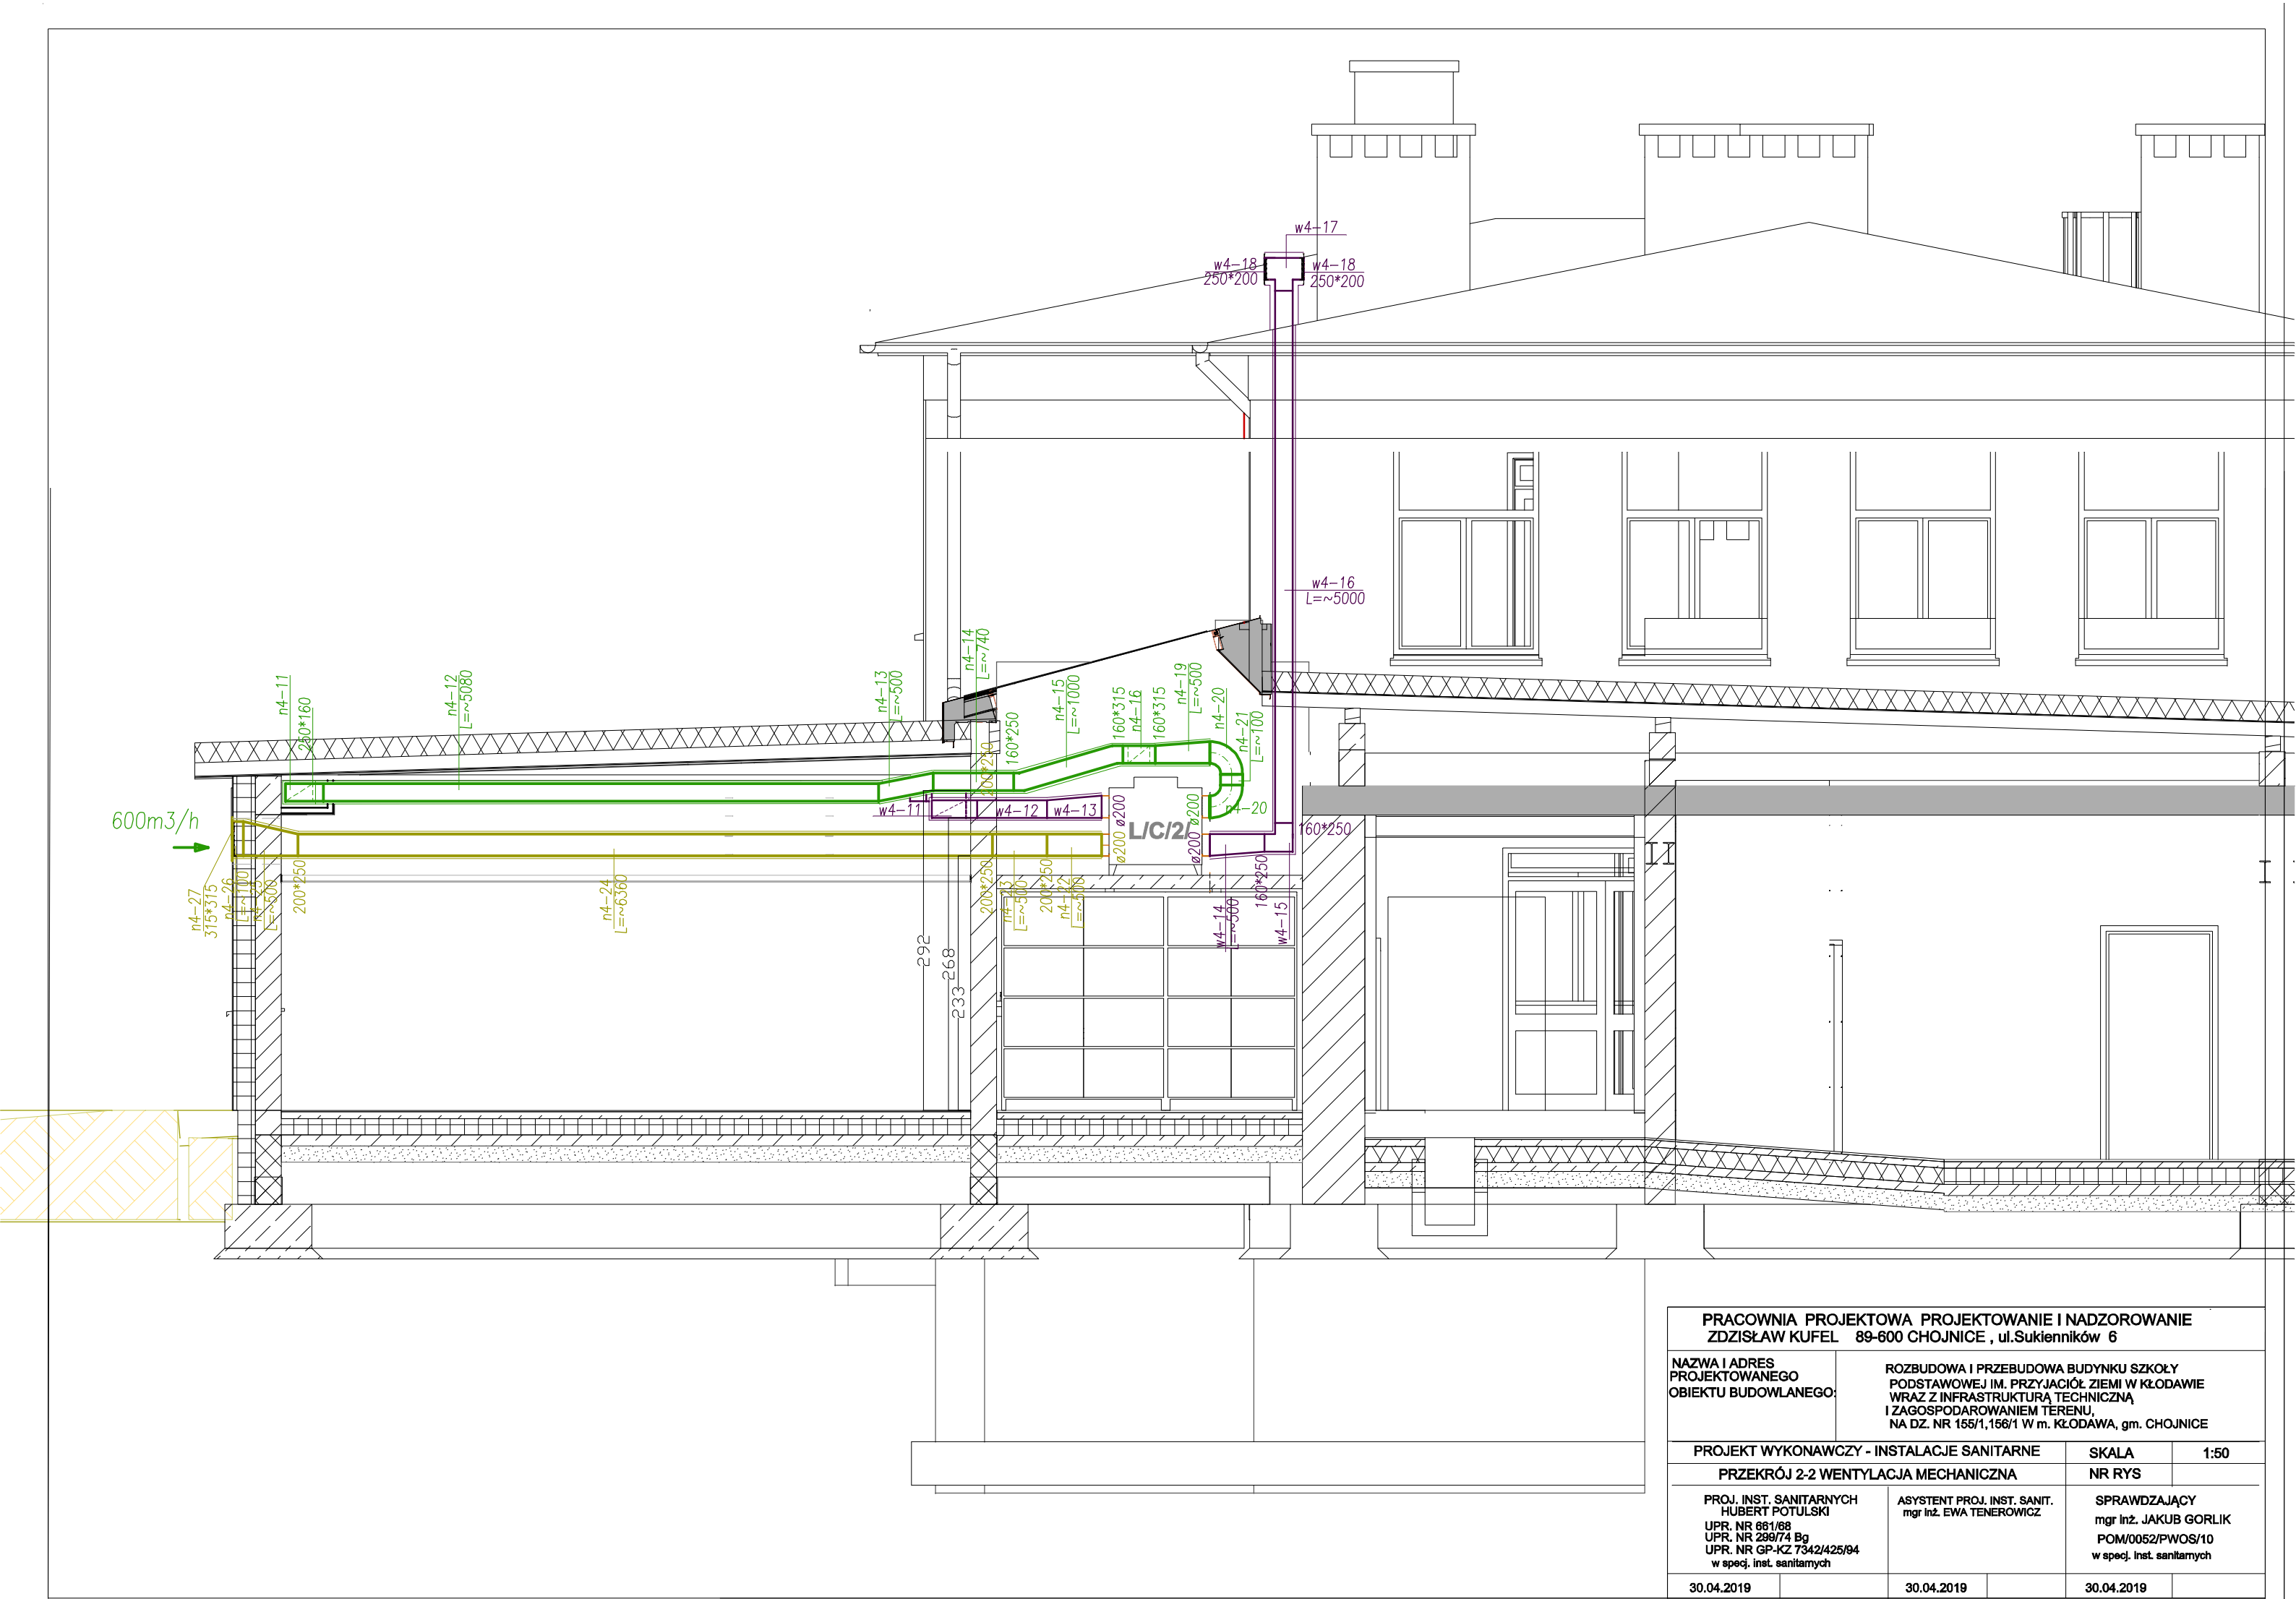 w4-17
w4-18
250*200
w4-18
250*200
w4-16
L=~5000
n4-11
250*160
n4-12
L=~5080
n4-13
L=~500
n4-14
L=~740
160*250
n4-15
L=~1000
160*315
n4-16
160*315
n4-19
L=~500
n4-20
n4-21
L=~100
n4-20
600m3/h
w4-11
w4-12
w4-13
ø200
ø200
L/C/2/
ø200
ø200
160*250
n4-27
315*315
n4-26
L=~100
L=~500
200*250
n4-24
L=~6360
200*250
n4-23
L=~500
200*250
n4-22
L=~500
w4-14
L=~500
160*250
w4-15
292
268
233
PRACOWNIA PROJEKTOWA PROJEKTOWANIE I NADZOROWANIE
ZDZISŁAW KUFEL 89-600 CHOJNICE , ul.Sukienników 6
NAZWA I ADRES
PROJEKTOWANEGO
OBIEKTU BUDOWLANEGO:
ROZBUDOWA I PRZEBUDOWA BUDYNKU SZKOŁY
PODSTAWOWEJ IM. PRZYJACIÓŁ ZIEMI W KŁODAWIE
WRAZ Z INFRASTRUKTURĄ TECHNICZNĄ
I ZAGOSPODAROWANIEM TERENU,
NA DZ. NR 155/1,156/1 W m. KŁODAWA, gm. CHOJNICE
PROJEKT WYKONAWCZY - INSTALACJE SANITARNE
SKALA
1:50
PRZEKRÓJ 2-2 WENTYLACJA MECHANICZNA
NR RYS
PROJ. INST. SANITARNYCH
HUBERT POTULSKI
UPR. NR 661/68
UPR. NR 299/74 Bg
UPR. NR GP-KZ 7342/425/94
w specj. inst. sanitarnych
ASYSTENT PROJ. INST. SANIT.
mgr inż. EWA TENEROWICZ
SPRAWDZAJĄCY
mgr inż. JAKUB GORLIK
POM/0052/PWOS/10
w specj. inst. sanitarnych
30.04.2019
30.04.2019
30.04.2019